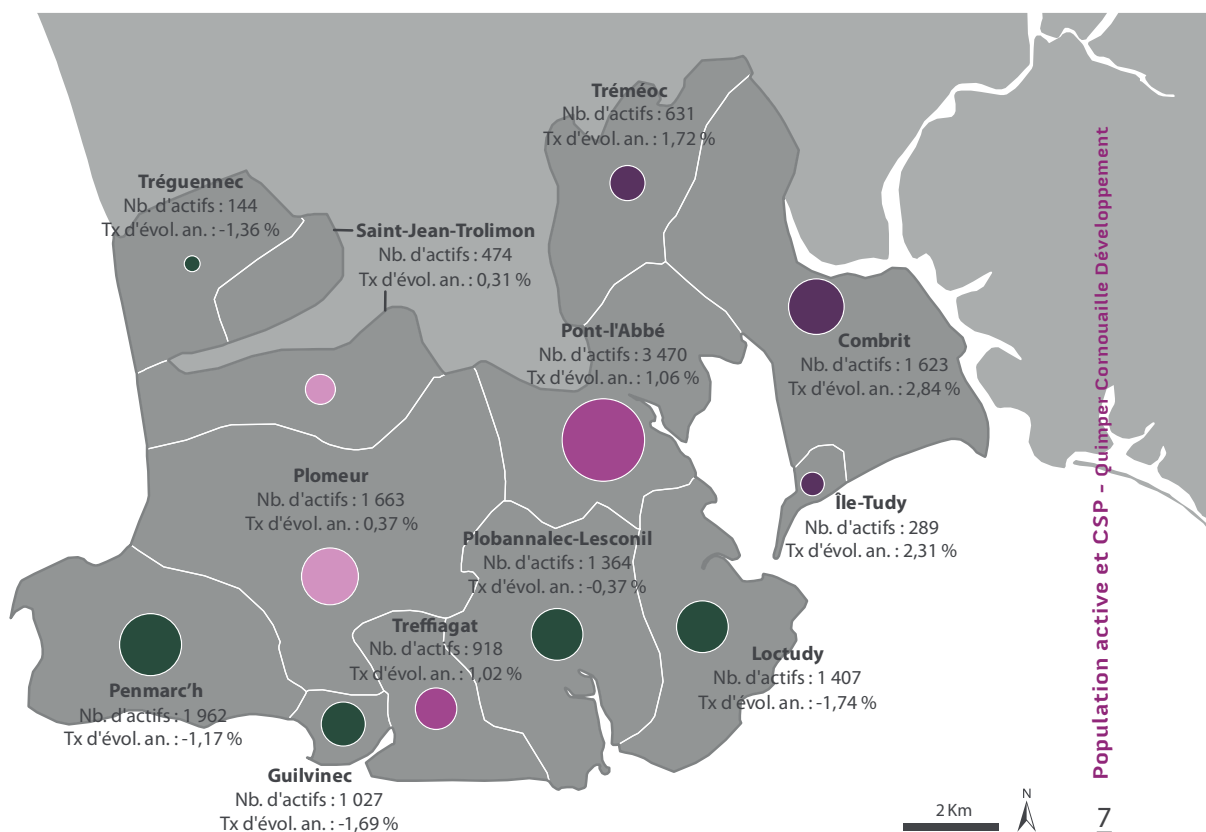 Tréméoc
Nb. d'actifs : 631
Tx d'évol. an. : 1,72 %
Tréguennec
Nb. d'actifs : 144
Tx d'évol. an. : -1,36 %
Saint-Jean-Trolimon
Nb. d'actifs : 474
Tx d'évol. an. : 0,31 %
Pont-l'Abbé
Nb. d'actifs : 3 470
Tx d'évol. an. : 1,06 %
Combrit
Nb. d'actifs : 1 623
Tx d'évol. an. : 2,84 %
Plomeur
Nb. d'actifs : 1 663
Tx d'évol. an. : 0,37 %
Île-Tudy
Nb. d'actifs : 289
Tx d'évol. an. : 2,31 %
Plobannalec-Lesconil
Nb. d'actifs : 1 364
Tx d'évol. an. : -0,37 %
Treffiagat
Nb. d'actifs : 918
Tx d'évol. an. : 1,02 %
Loctudy
Nb. d'actifs : 1 407
Tx d'évol. an. : -1,74 %
Penmarc'h
Nb. d'actifs : 1 962
Tx d'évol. an. : -1,17 %
Guilvinec
Nb. d'actifs : 1 027
Tx d'évol. an. : -1,69 %
2 Km
N
Population active et CSP - Quimper Cornouaille Développement
7